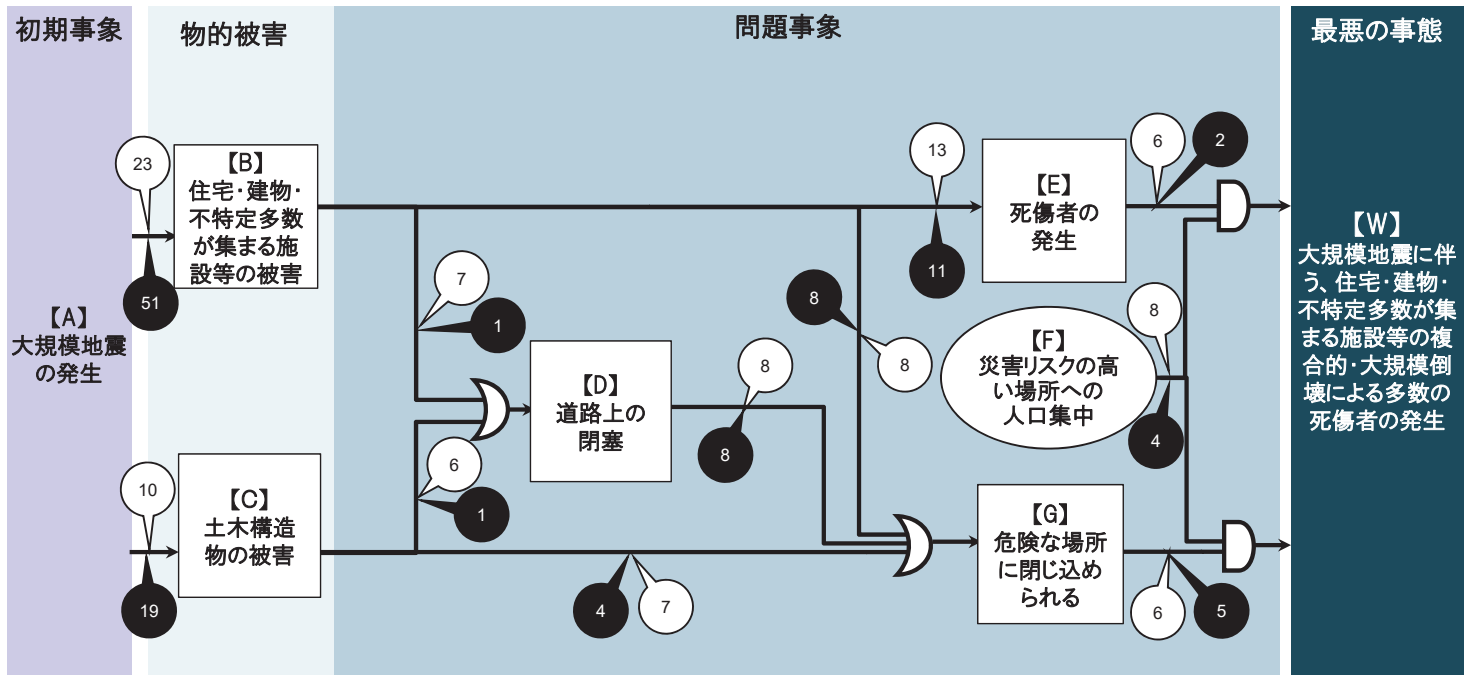 初期事象
物的被害
問題事象
最悪の事態
【A】
大規模地震
の発生
23
51
【B】
住宅・建物・
不特定多数
が集まる施
設等の被害
10
19
【C】
土木構造
物の被害
7
1
6
1
【D】
道路上の
閉塞
8
8
4
7
8
8
13
11
【E】
死傷者の
発生
6
2
【F】
災害リスクの高
い場所への
人口集中
8
4
【G】
危険な場所
に閉じ込め
られる
6
5
【W】
大規模地震に伴
う、住宅・建物・
不特定多数が集
まる施設等の複
合的・大規模倒
壊による多数の
死傷者の発生